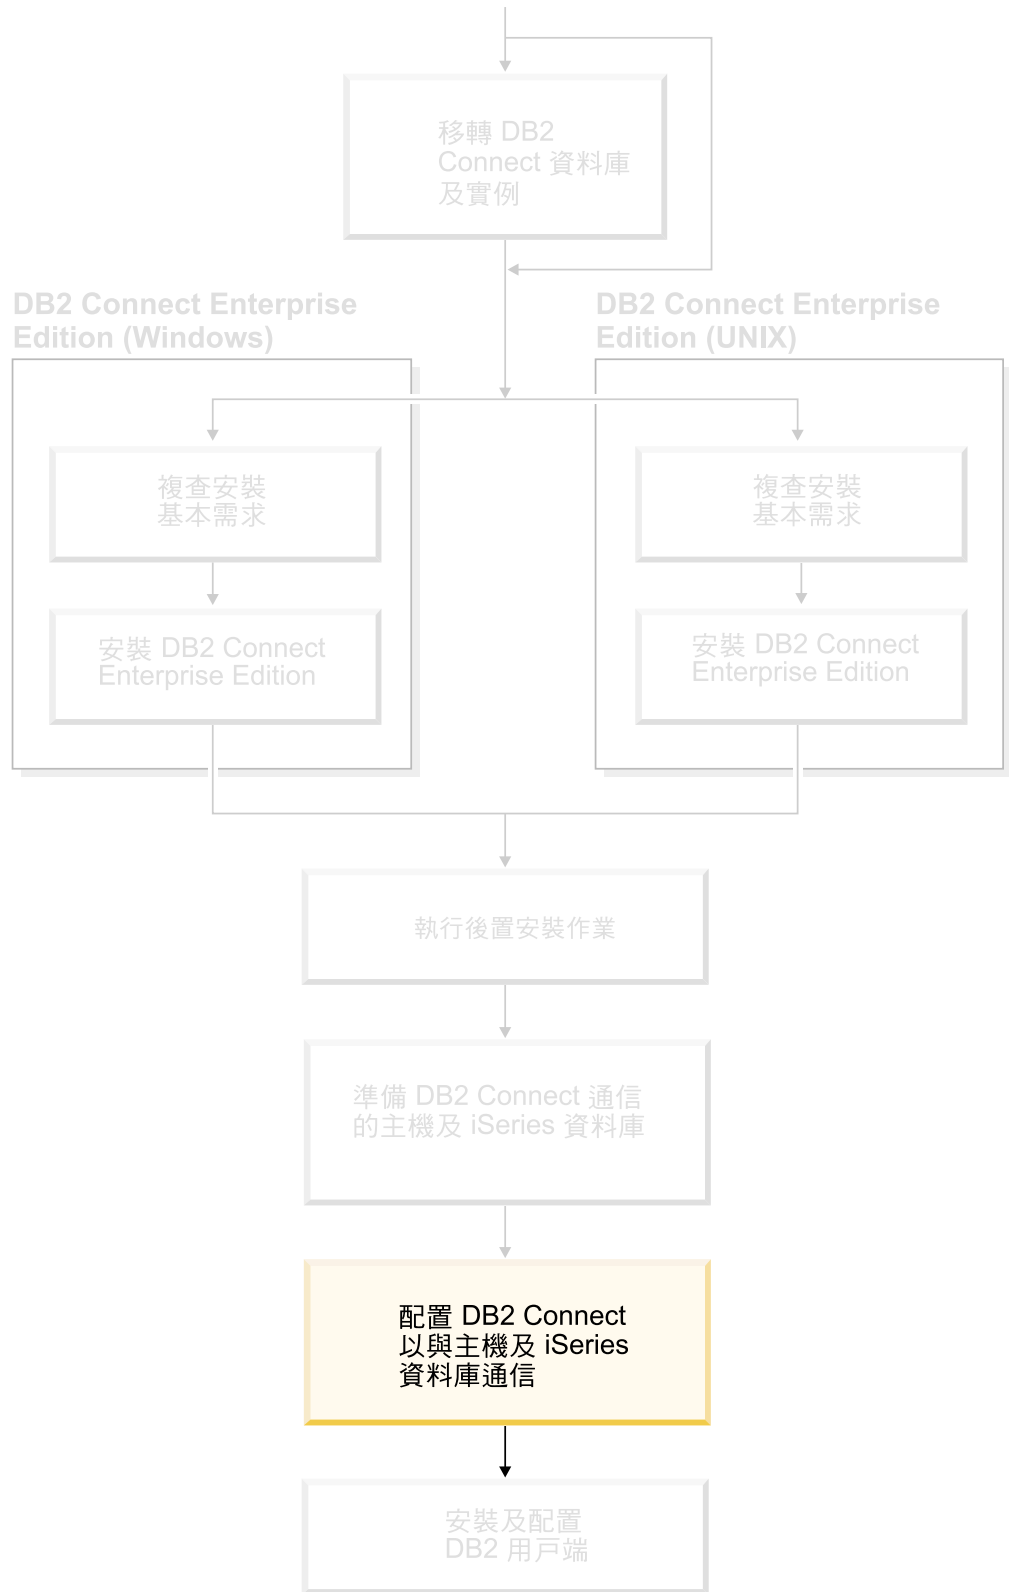 移轉 DB2
Connect 資料庫
及實例
DB2 Connect Enterprise
Edition (Windows)
DB2 Connect Enterprise
Edition (UNIX)
複查安裝
基本需求
複查安裝
基本需求
安裝 DB2 Connect
Enterprise Edition
安裝 DB2 Connect
Enterprise Edition
執行後置安裝作業
準備 DB2 Connect 通信
的主機及 iSeries 資料庫
配置 DB2 Connect
以與主機及 iSeries
資料庫通信
安裝及配置
DB2 用戶端